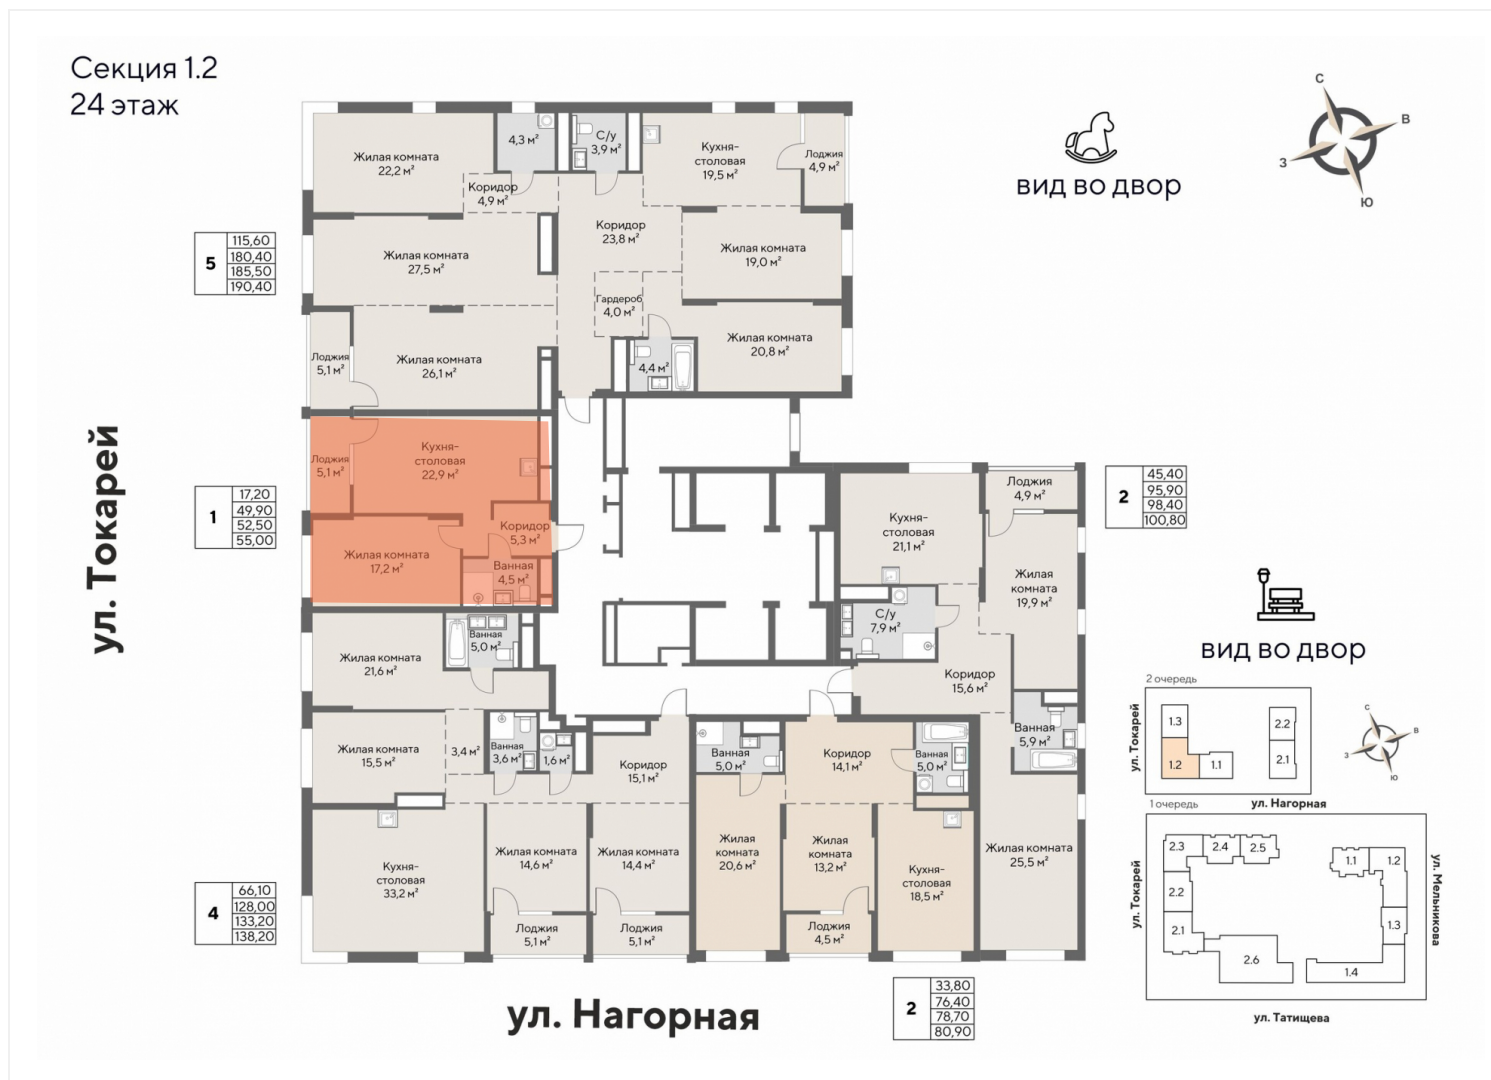 Секция 1.2
24 этаж
С
В
З
Ю
вид во двор
Жилая комната
22,2 м²
4,3 м²
С/у
3,9 м²
Кухня-
столовая
19,5 м²
Лоджия
4,9 м²
Коридор
4,9 м²
Коридор
23,8 м²
Жилая комната
27,5 м²
Жилая комната
19,0 м²
5
115,60
180,40
185,50
190,40
Гардероб
4,0 м²
Лоджия
5,1 м²
Жилая комната
26,1 м²
4,4 м²
Жилая комната
20,8 м²
ул. Токарей
Лоджия
5,1 м²
Кухня-
столовая
22,9 м²
1
17,20
49,90
52,50
55,00
Коридор
5,3 м²
Жилая комната
17,2 м²
Ванная
4,5 м²
Лоджия
4,9 м²
2
45,40
95,90
98,40
100,80
Кухня-
столовая
21,1 м²
Жилая
комната
19,9 м²
С/у
7,9 м²
Жилая комната
21,6 м²
Ванная
5,0 м²
Коридор
15,6 м²
вид во двор
Жилая комната
15,5 м²
3,4 м²
Ванная
3,6 м²
1,6 м²
Коридор
15,1 м²
Ванная
5,0 м²
Коридор
14,1 м²
Ванная
5,0 м²
Ванная
5,9 м²
Кухня-
столовая
33,2 м²
Жилая комната
14,6 м²
Жилая комната
14,4 м²
Жилая
комната
20,6 м²
Жилая
комната
13,2 м²
Кухня-
столовая
18,5 м²
Жилая комната
25,5 м²
4
66,10
128,00
133,20
138,20
Лоджия
5,1 м²
Лоджия
5,1 м²
Лоджия
4,5 м²
2
33,80
76,40
78,70
80,90
ул. Нагорная
2 очередь
ул. Токарей
1.3
1.2
1.1
2.2
2.1
С
В
З
Ю
ул. Нагорная
1 очередь
ул. Токарей
2.3
2.4
2.5
2.2
2.1
2.6
1.1
1.2
1.3
1.4
ул. Мельникова
ул. Татищева